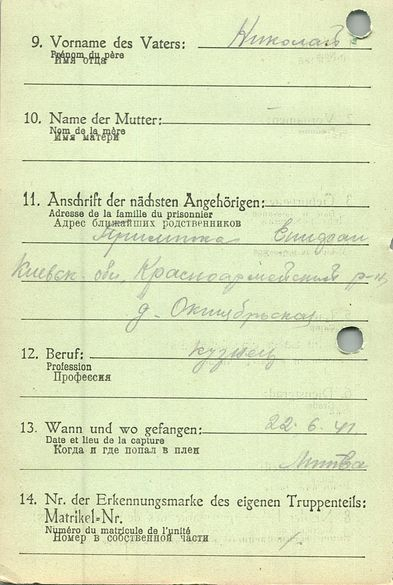 9. Vorname des Vaters: Николай
Prénom du père
Имя отца
10. Name der Mutter:
Nom de la mère
Имя матери
11. Anschrift der nächsten Angehörigen:
Adresse de la famille du prisonnier
Адрес ближайших родственников
Киевск. обл. Красноармейский р-н,
д. Октябрьская
12. Beruf: кузнец
Profession
Профессия
13. Wann und wo gefangen: 22.6.41
Date et lieu de la capture
Когда и где попал в плен
Литва
14. Nr. der Erkennungsmarke des eigenen Truppenteils:
Matrikel-Nr.
Numéro du matricule de l'unité
Номер в собственной части